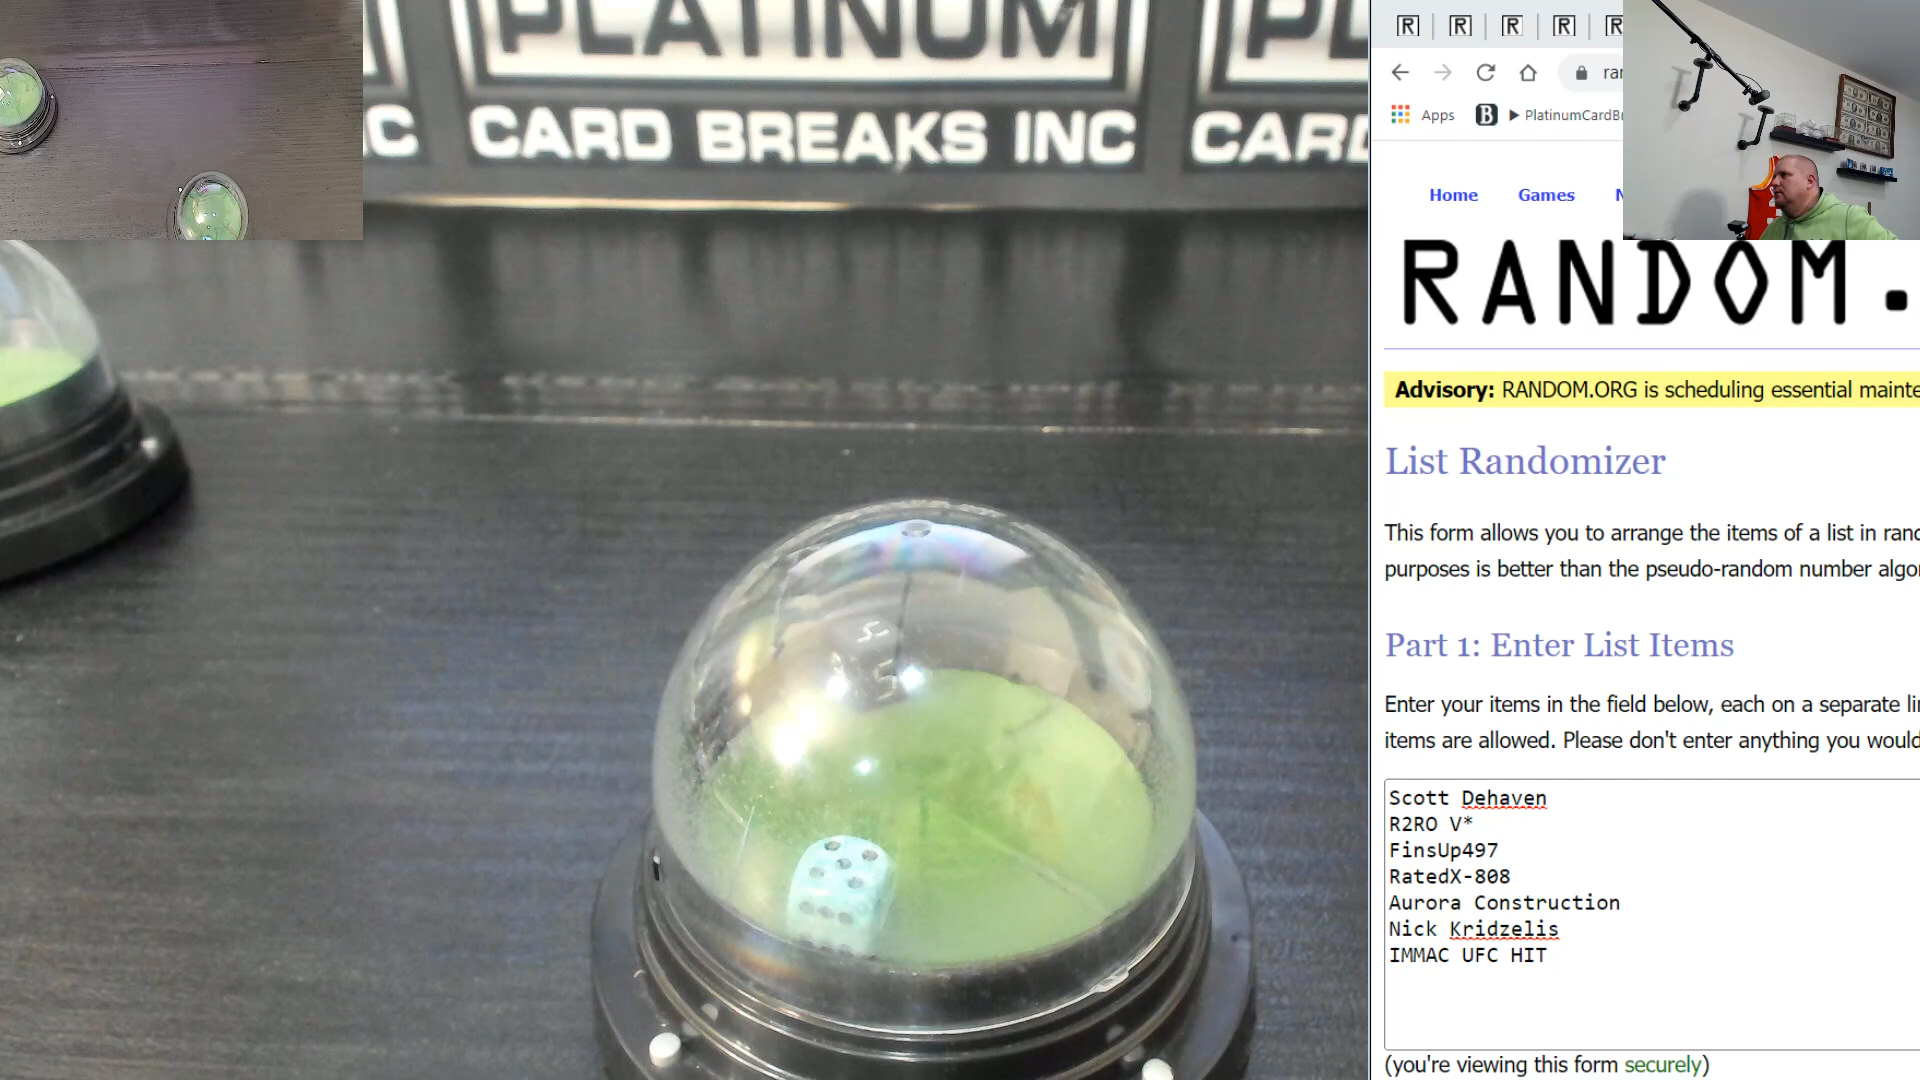 PLATINUM
CARD BREAKS INC
PL
CARD
C
Apps
PlatinumCardBr
Home
Games
RANDOM.
Advisory: RANDOM.ORG is scheduling essential mainte
List Randomizer
This form allows you to arrange the items of a list in rand
purposes is better than the pseudo-random number algor
Part 1: Enter List Items
Enter your items in the field below, each on a separate lin
items are allowed. Please don't enter anything you would
Scott Dehaven
R2RO V*
FinsUp497
RatedX-808
Aurora Construction
Nick Kridzelis
IMMAC UFC HIT
(you're viewing this form securely)